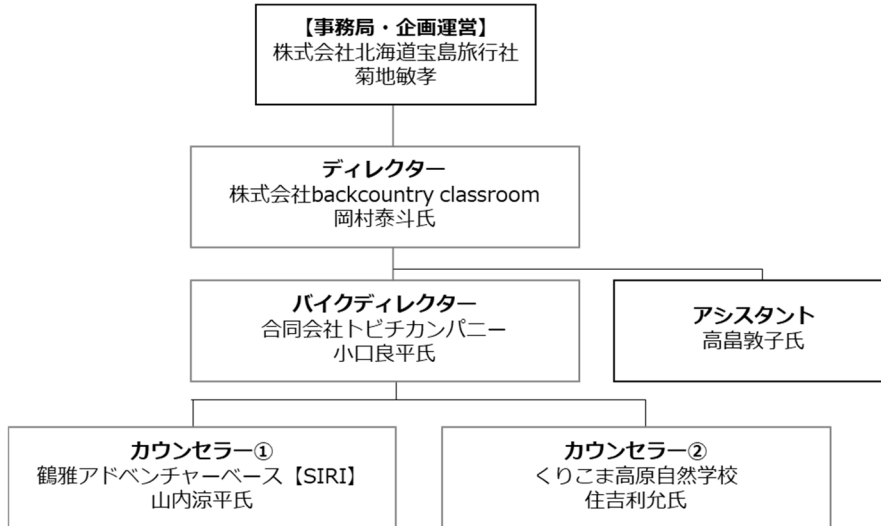 【事務局・企画運営】
株式会社北海道宝島旅行社
菊地敏孝
ディレクター
株式会社backcountry classroom
岡村泰斗氏
バイクディレクター
合同会社トビチカンパニー
小口良平氏
アシスタント
高畠敦子氏
カウンセラー①
鶴雅アドベンチャーベース【SIRI】
山内涼平氏
カウンセラー②
くりこま高原自然学校
住吉利允氏